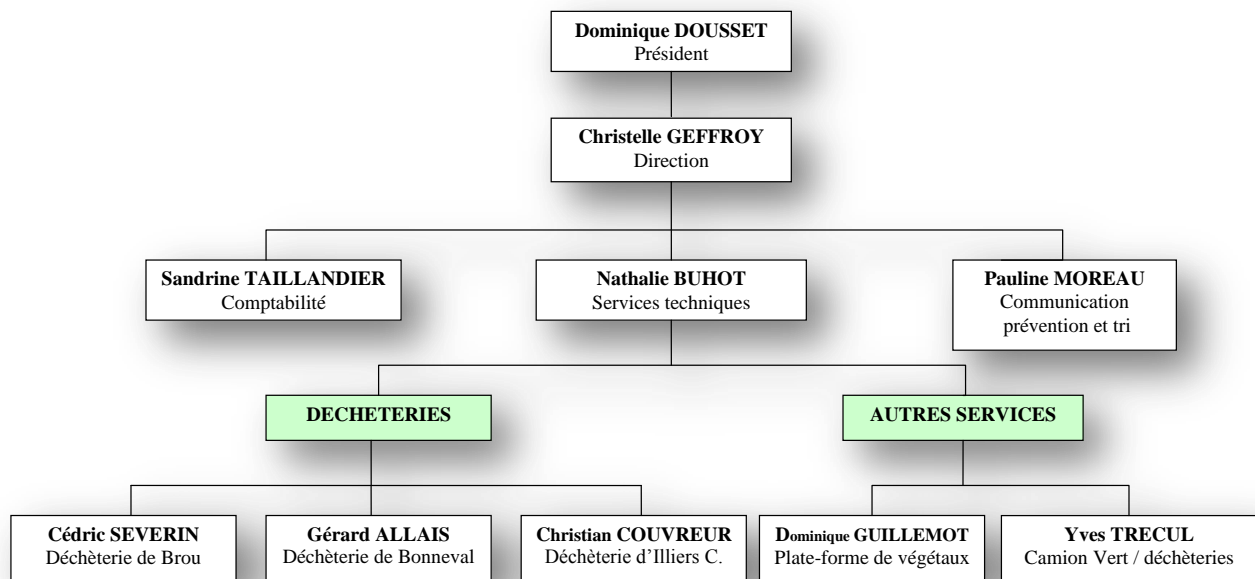 Dominique DOUSSET
Président
Christelle GEFFROY
Direction
Sandrine TAILLANDIER
Comptabilité
Nathalie BUHOT
Services techniques
Pauline MOREAU
Communication
prévention et tri
DECHETERIES
AUTRES SERVICES
Cédric SEVERIN
Déchèterie de Brou
Gérard ALLAIS
Déchèterie de Bonneval
Christian COUVREUR
Déchèterie d’Illiers C.
Dominique GUILLEMOT
Plate-forme de végétaux
Yves TRECUL
Camion Vert / déchèteries